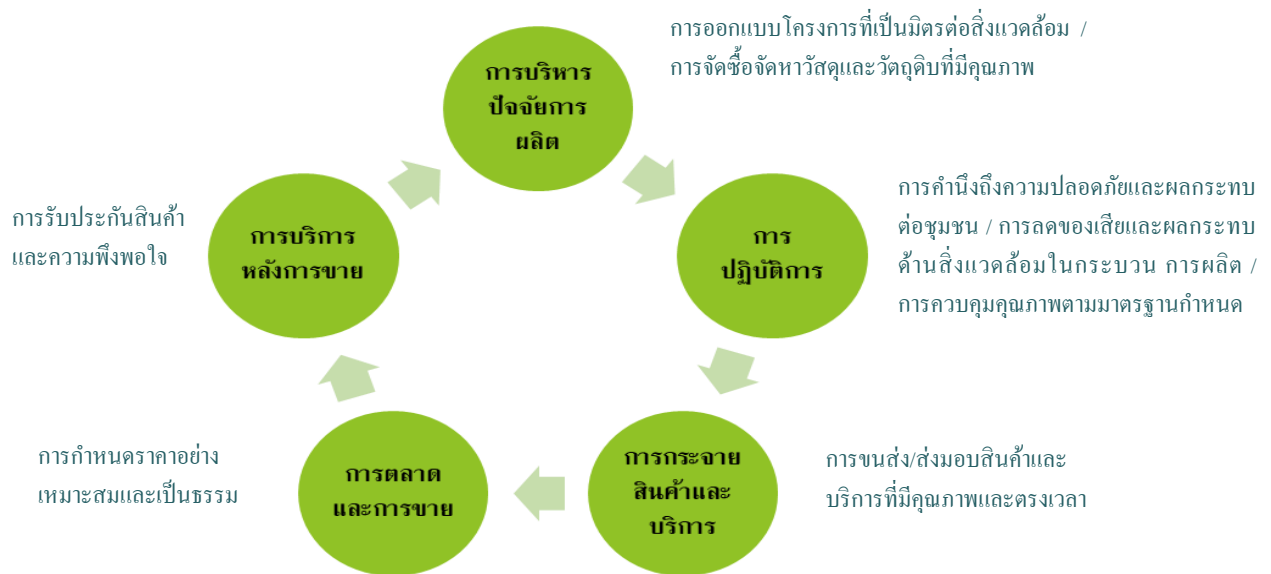 การออกแบบโครงการที่เป็นมิตรต่อสิ่งแวดล้อม /
การจัดซื้อจัดหาวัสดุและวัตถุดิบที่มีคุณภาพ
การบริหาร
ปัจจัยการ
ผลิต
การคำนึงถึงความปลอดภัยและผลกระทบ
ต่อชุมชน / การลดของเสียและผลกระทบ
ด้านสิ่งแวดล้อมในกระบวน การผลิต /
การควบคุมคุณภาพตามมาตรฐานกำหนด
การ
ปฏิบัติการ
การขนส่ง/ส่งมอบสินค้าและ
บริการที่มีคุณภาพและตรงเวลา
การกระจาย
สินค้าและ
บริการ
การตลาด
และการขาย
การกำหนดราคาอย่าง
เหมาะสมและเป็นธรรม
การบริการ
หลังการขาย
การรับประกันสินค้า
และความพึงพอใจ